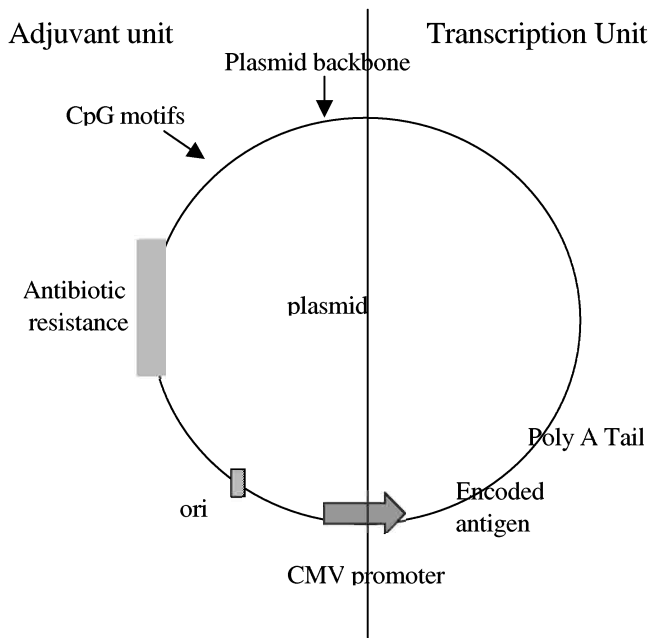 Adjuvant unit
Transcription Unit
Plasmid backbone
CpG motifs
Antibiotic
resistance
plasmid
Poly A Tail
Encoded
antigen
ori
CMV promoter